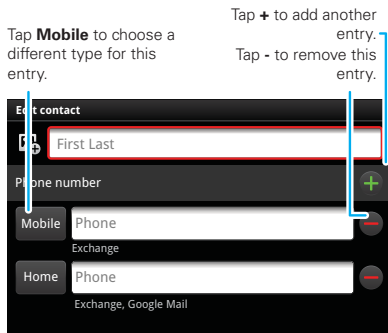 Tap Mobile to choose a
different type for this
entry.
Tap + to add another
entry.
Tap - to remove this
entry.
Edit contact
First Last
Phone number
Mobile
Phone
Exchange
Home
Phone
Exchange, Google Mail